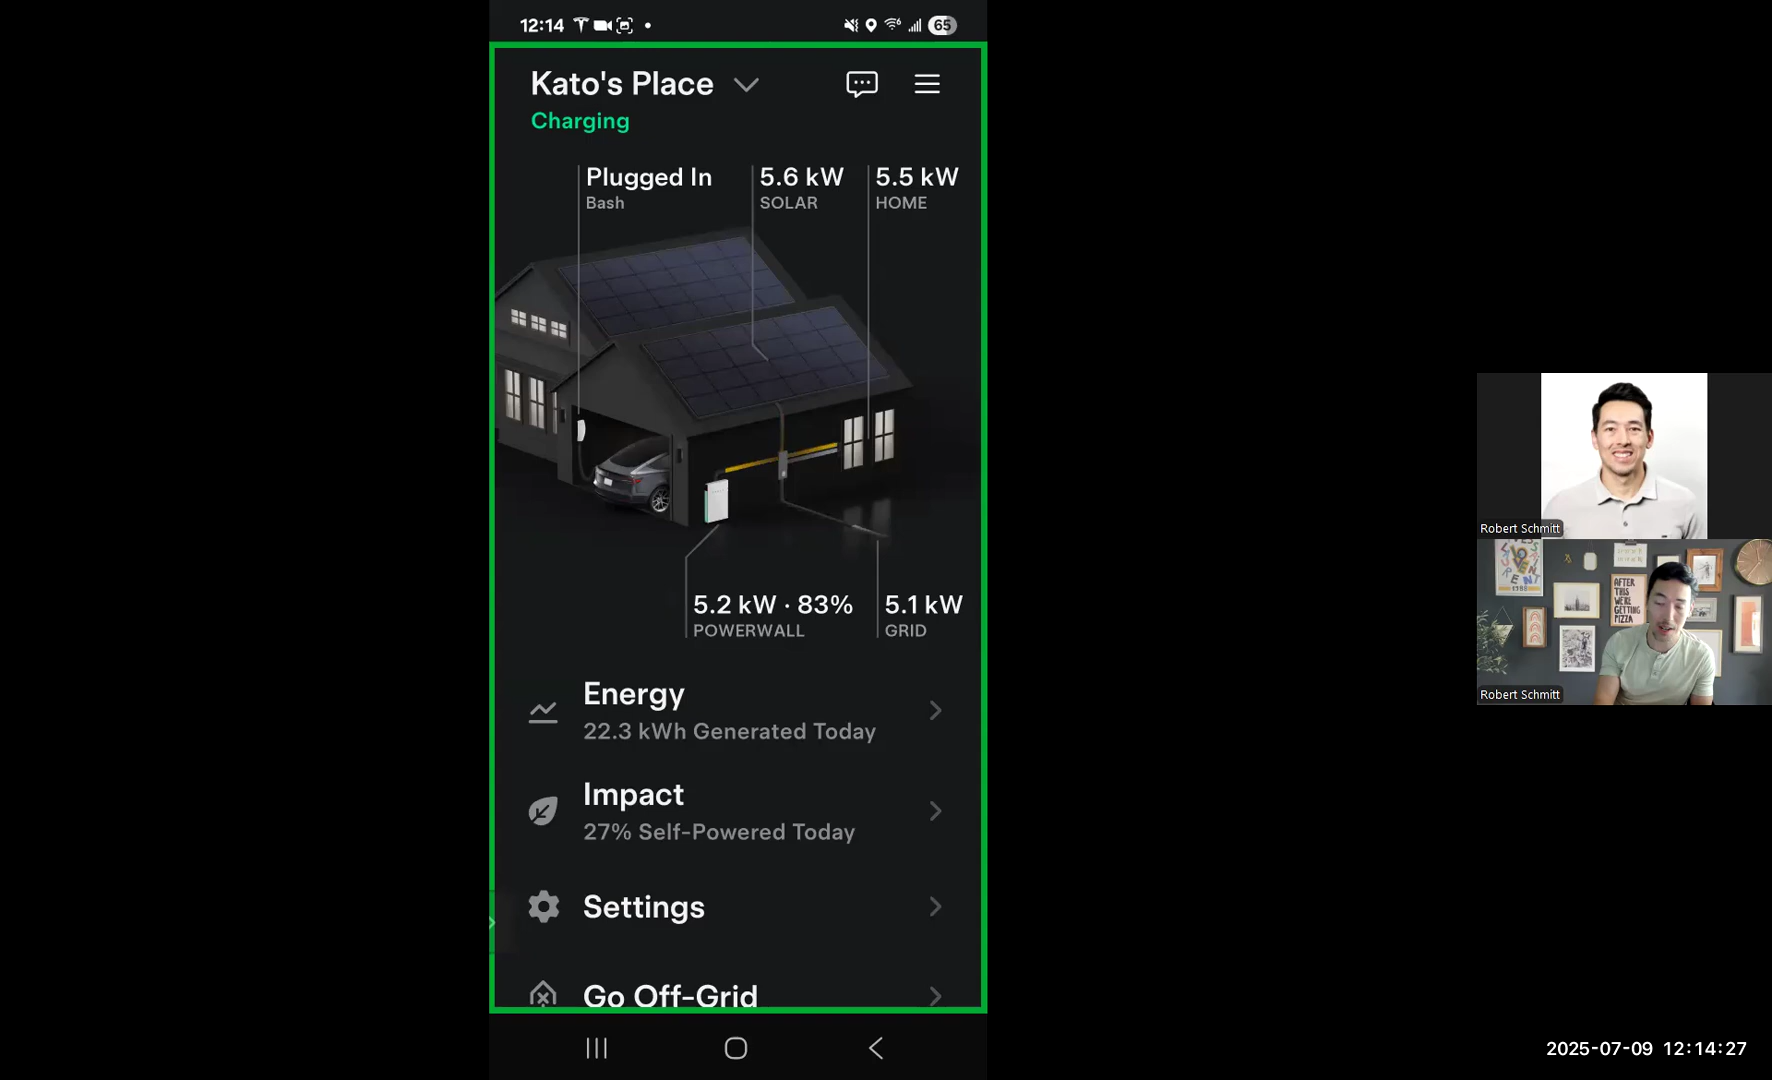 12:14
65
Kato's Place
Charging
Plugged In
Bash
5.6 kW
SOLAR
5.5 kW
HOME
5.2 kW · 83%
POWERWALL
5.1 kW
GRID
Energy
22.3 kWh Generated Today
Impact
27% Self-Powered Today
Settings
Go Off-Grid
Robert Schmitt
AFTER
THIS
WE'RE
GETTING
PIZZA
Robert Schmitt
2025-07-09 12:14:27